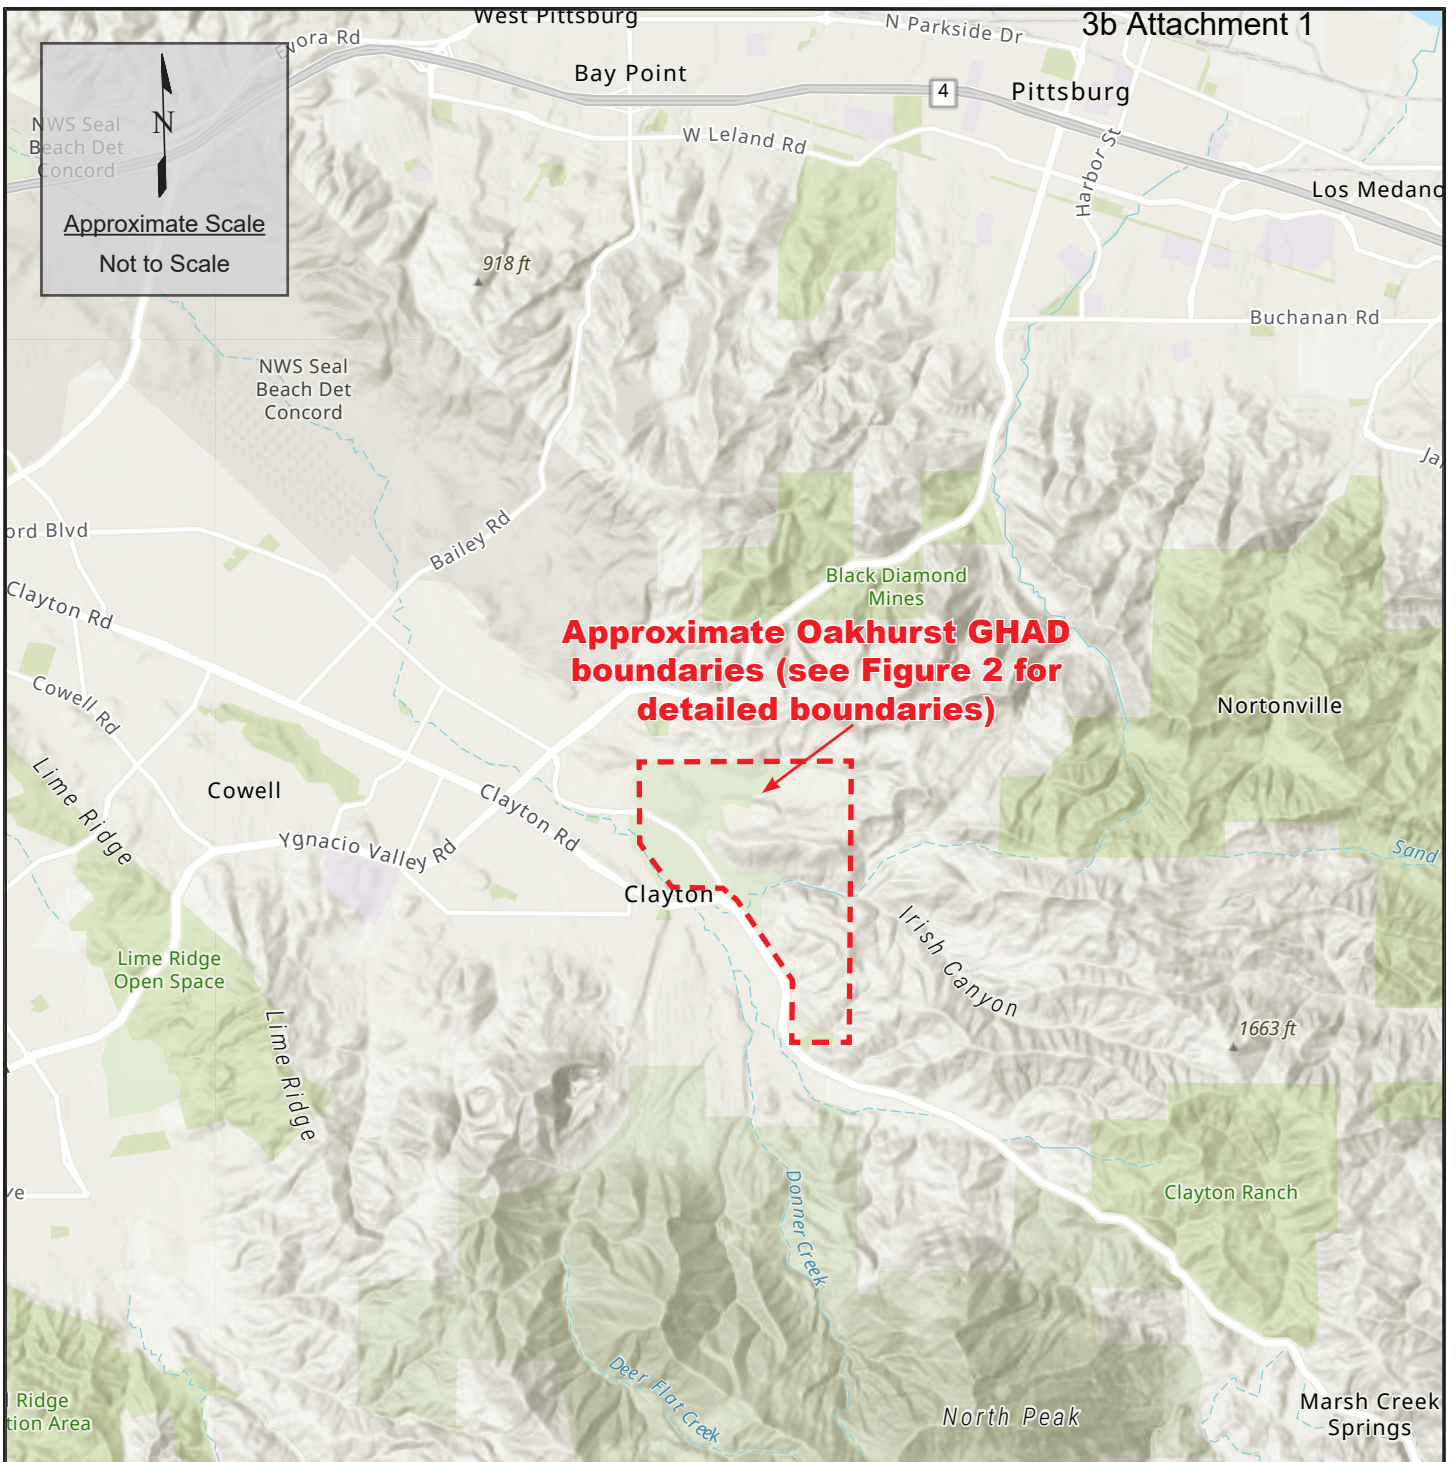 West Pittsburg
3b Attachment 1
N Parkside Dr
Evora Rd
Bay Point
4
Pittsburg
NWS Seal
Beach Det
Concord
N
W Leland Rd
Harbor St
Los Medano
Approximate Scale
Not to Scale
918 ft
Buchanan Rd
NWS Seal
Beach Det
Concord
Ja
ord Blvd
Bailey Rd
Clayton Rd
Black Diamond
Mines
Approximate Oakhurst GHAD
boundaries (see Figure 2 for
detailed boundaries)
Cowell Rd
Nortonville
Lime Ridge
Cowell
Clayton Rd
Ygnacio Valley Rd
Sand
Clayton
Irish Canyon
Lime Ridge
Open Space
Lime Ridge
1663 ft
ve
Donner Creek
Clayton Ranch
Deer Flat Creek
l Ridge
tion Area
North Peak
Marsh Creek
Springs